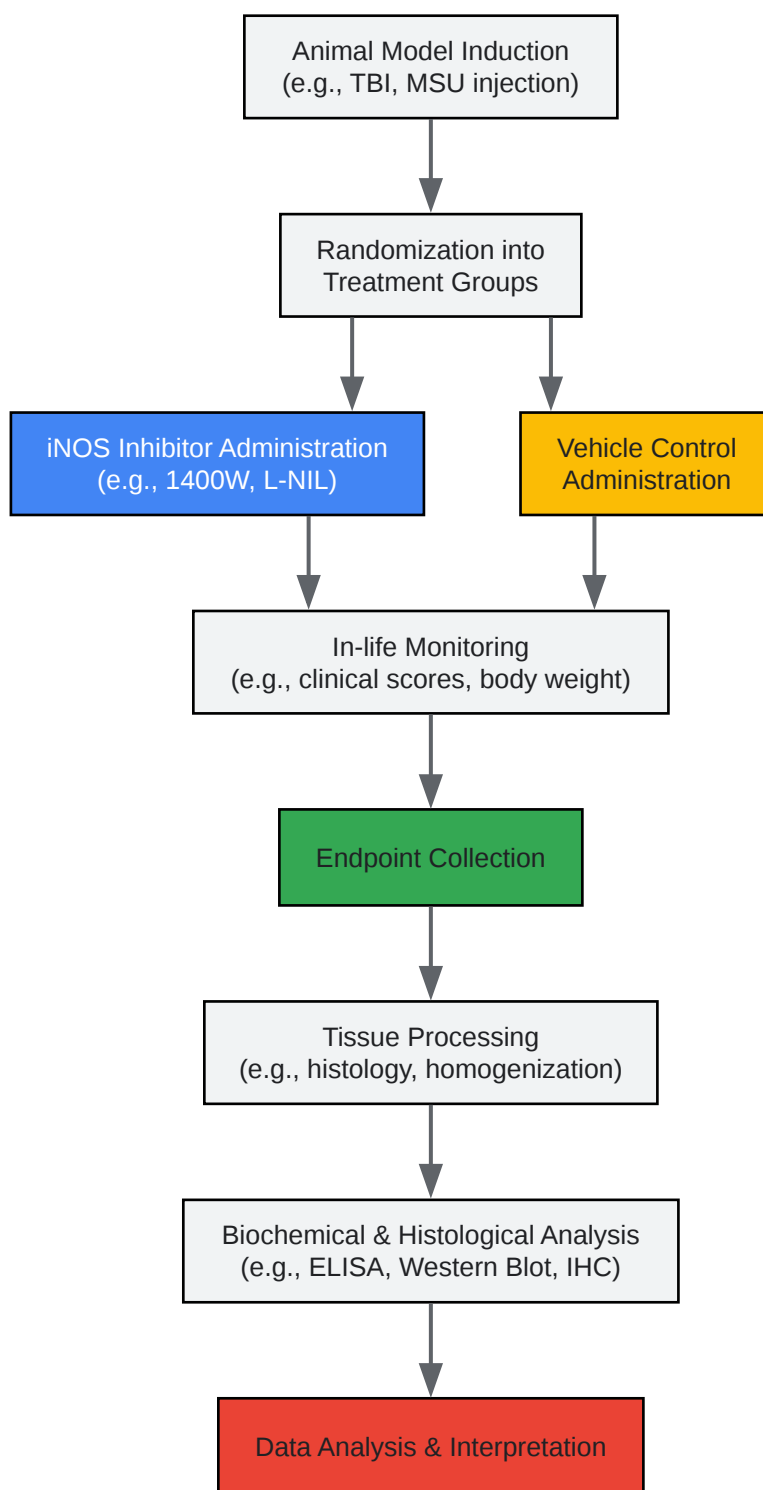 Animal Model Induction
(e.g., TBI, MSU injection)
Randomization into
Treatment Groups
iNOS Inhibitor Administration
(e.g., 1400W, L-NIL)
Vehicle Control
Administration
In-life Monitoring
(e.g., clinical scores, body weight)
Endpoint Collection
Tissue Processing
(e.g., histology, homogenization)
Biochemical & Histological Analysis
(e.g., ELISA, Western Blot, IHC)
Data Analysis & Interpretation